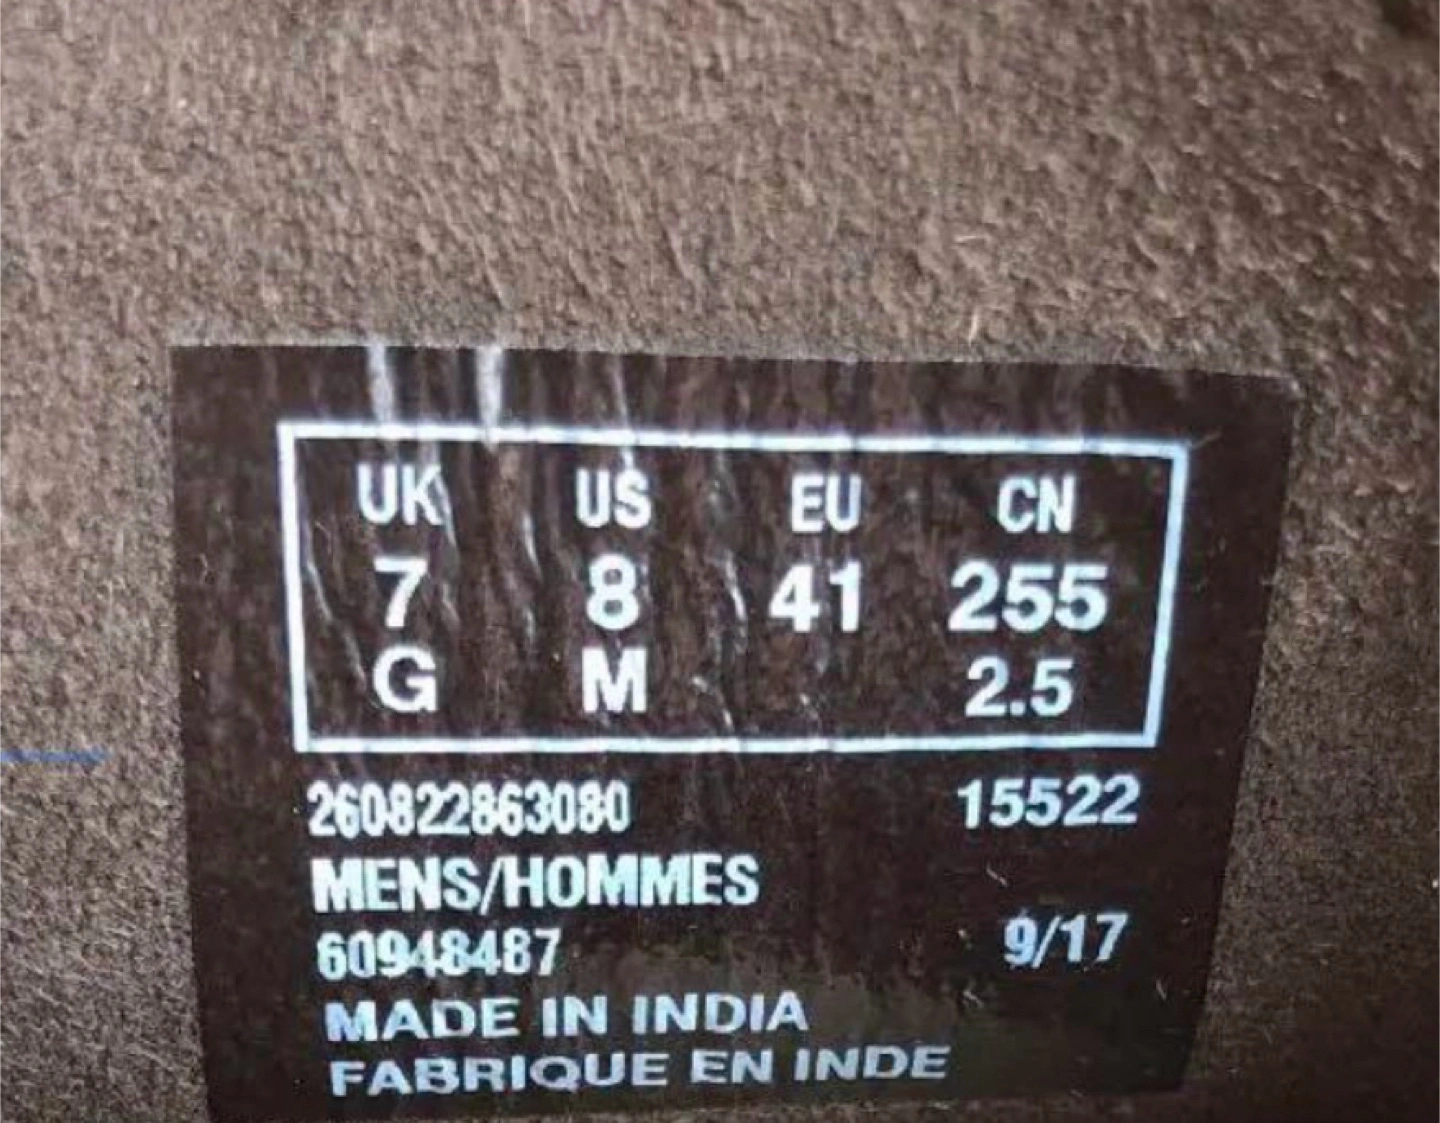 UK US EU CN
7 8 41 255
G M 2.5
260822863080 15522
MENS/HOMMES
60948487 9/17
MADE IN INDIA
FABRIQUE EN INDE